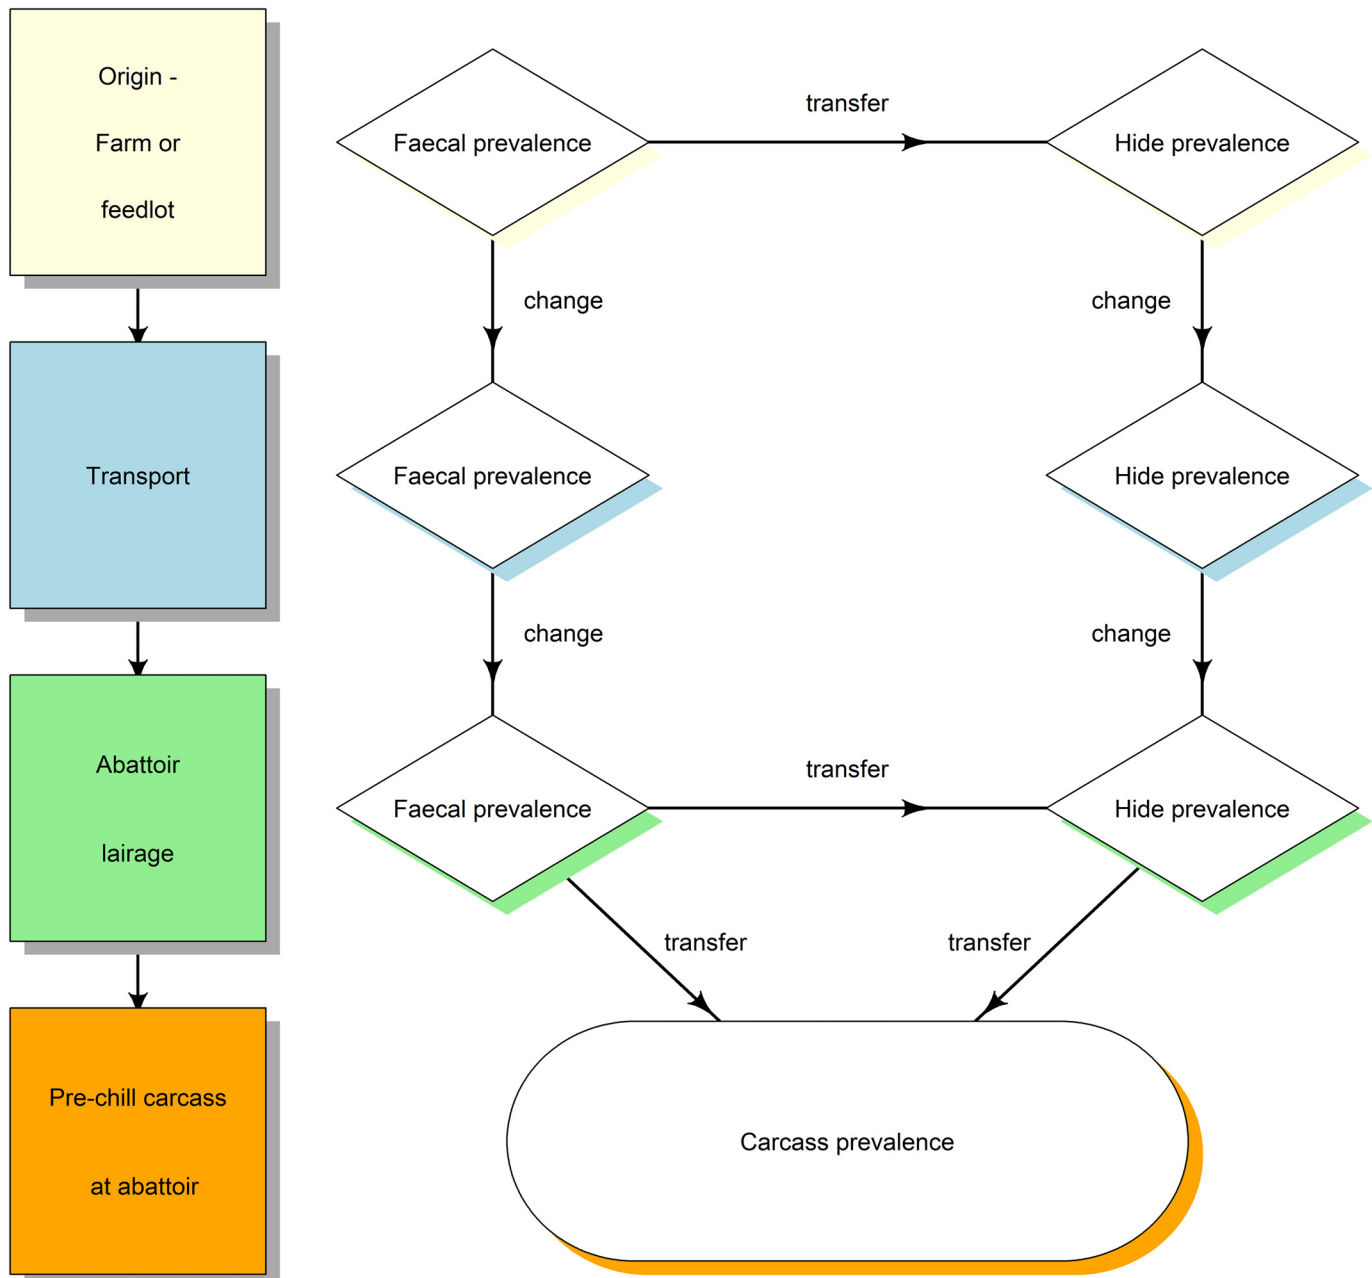 Origin -
Farm or
feedlot
Faecal prevalence
transfer
Hide prevalence
change
change
Transport
Faecal prevalence
Hide prevalence
change
change
Abattoir
lairage
Faecal prevalence
transfer
Hide prevalence
transfer
transfer
Pre-chill carcass
at abattoir
Carcass prevalence